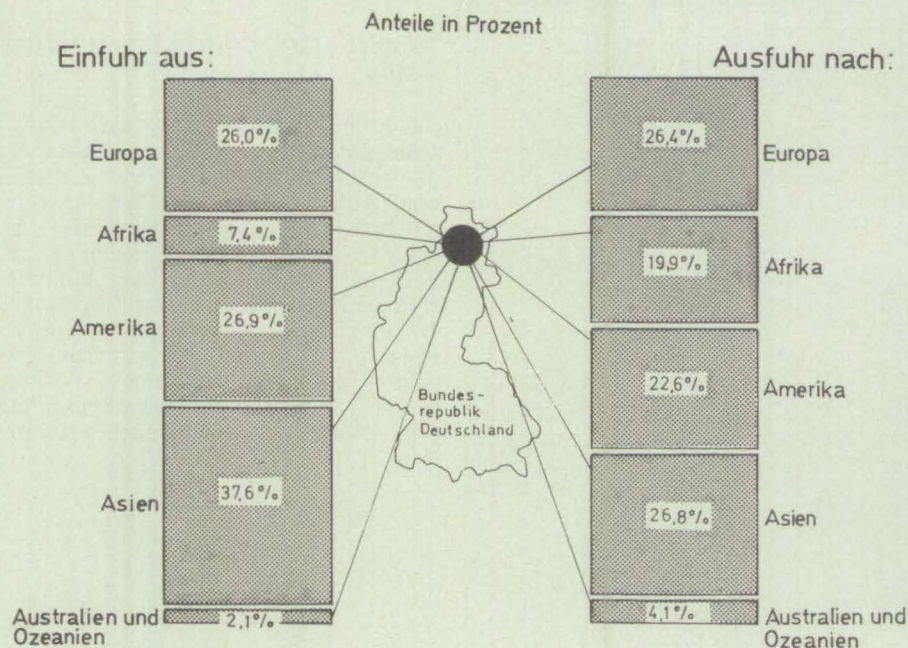 Anteile in Prozent
Einfuhr aus:
Europa
26,0%
Afrika
7,4%
Amerika
26,9%
Asien
37,6%
Australien und
Ozeanien
2,1%
Bundes-
republik
Deutschland
Ausfuhr nach:
26,4%
Europa
19,9%
Afrika
22,6%
Amerika
26,8%
Asien
4,1%
Australien und
Ozeanien